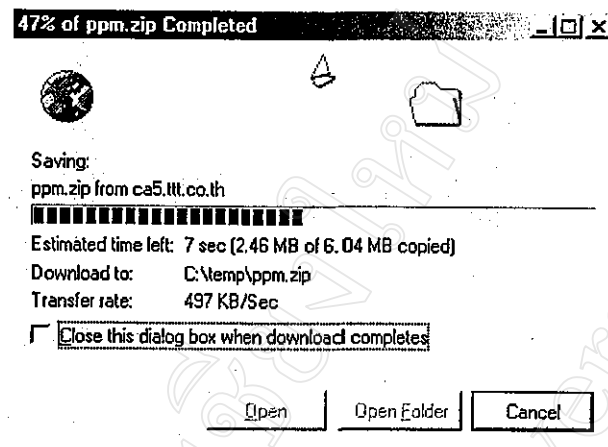 47% of ppm.zip Completed
Saving:
ppm.zip from ca5.ttt.co.th
Estimated time left: 7 sec (2.46 MB of 6.04 MB copied)
Download to: C:\temp\ppm.zip
Transfer rate: 497 KB/Sec
Close this dialog box when download completes
Open Open Folder Cancel